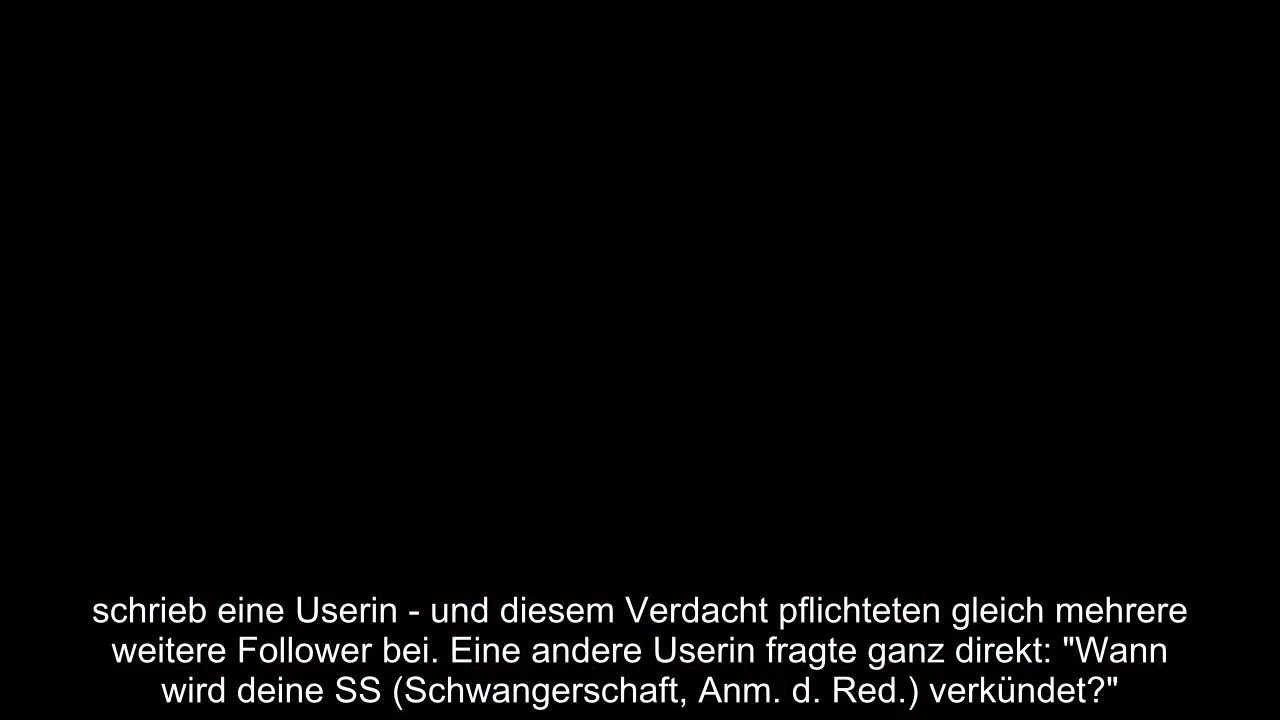 schrieb eine Userin - und diesem Verdacht pflichteten gleich mehrere
weitere Follower bei. Eine andere Userin fragte ganz direkt: "Wann
wird deine SS (Schwangerschaft, Anm. d. Red.) verkündet?"